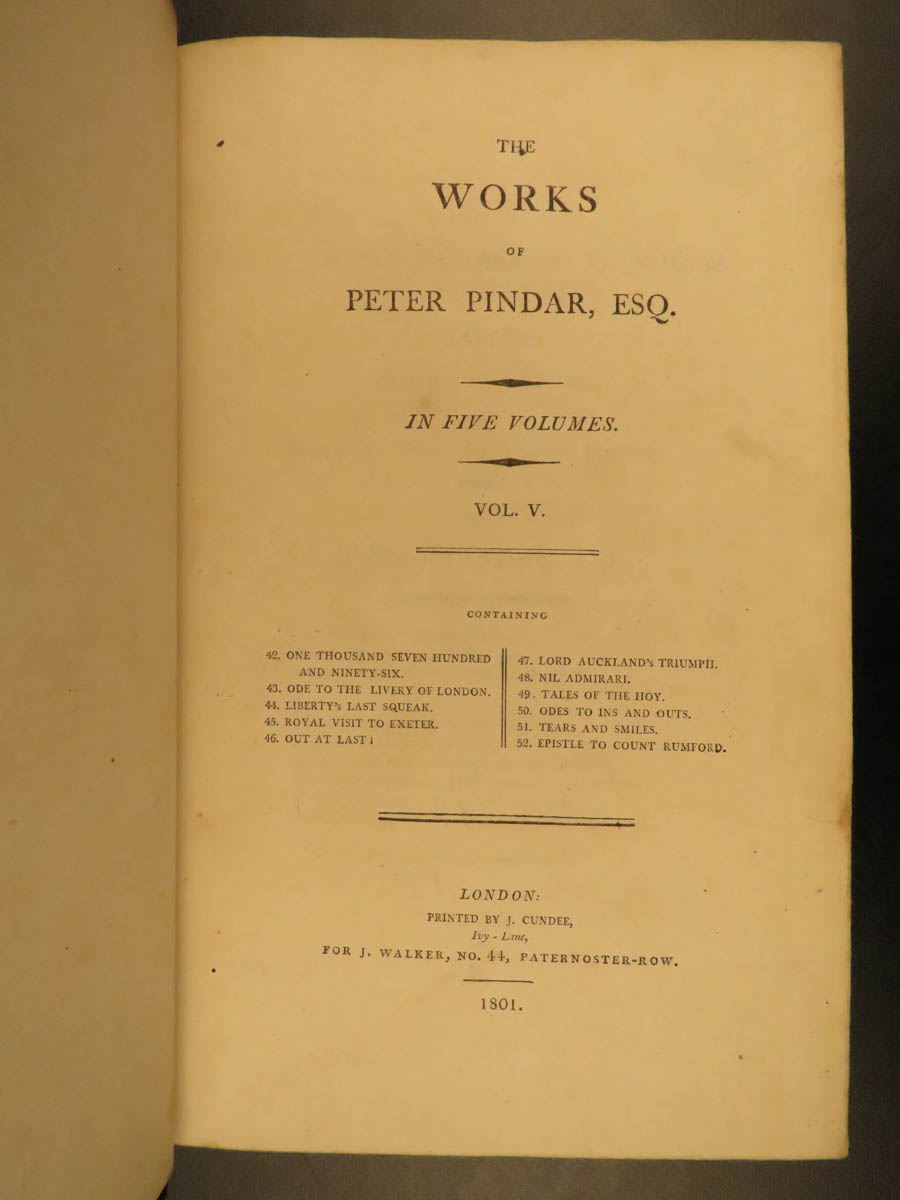 THE
WORKS
OF
PETER PINDAR, ESQ.
IN FIVE VOLUMES.
VOL. V.
CONTAINING
42. ONE THOUSAND SEVEN HUNDRED
AND NINETY-SIX.
43. ODE TO THE LIVERY OF LONDON.
44. LIBERTY's LAST SQUEAK.
45. ROYAL VISIT TO EXETER.
46. OUT AT LAST!
47. LORD AUCKLAND's TRIUMPH.
48. NIL ADMIRARI.
49. TALES OF THE HOY.
50. ODES TO INS AND OUTS.
51. TEARS AND SMILES.
52. EPISTLE TO COUNT RUMFORD.
LONDON:
PRINTED BY J. CUNDEE,
Ivy-Lane,
FOR J. WALKER, NO. 44, PATERNOSTER-ROW.
1801.